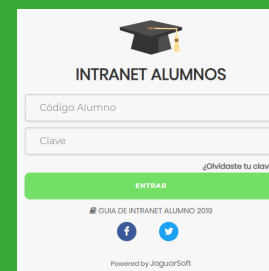 INTRANET ALUMNOS
Código Alumno
Clave
¿Olvidaste tu clav
ENTRAR
GUIA DE INTRANET ALUMNO 2019
Powered by JaguarSoft